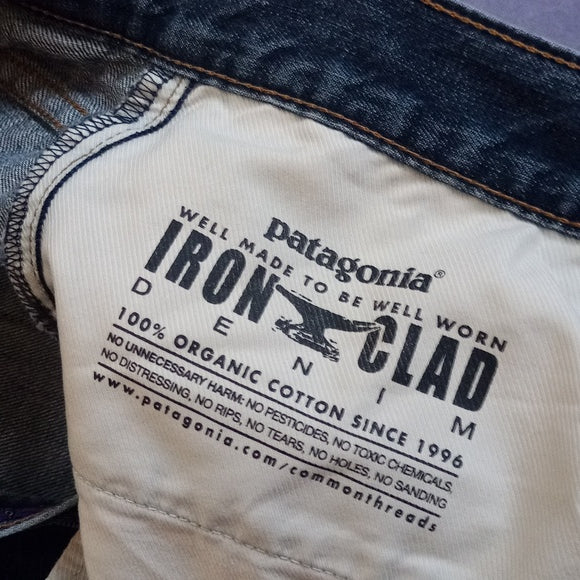 patagonia®
WELL MADE TO BE WELL WORN
IRON CLAD
DENIM
100% ORGANIC COTTON SINCE 1996
NO UNNECESSARY HARM: NO PESTICIDES, NO TOXIC CHEMICALS,
NO DISTRESSING, NO RIPS, NO TEARS, NO HOLES, NO SANDING
www.patagonia.com/commonthreads